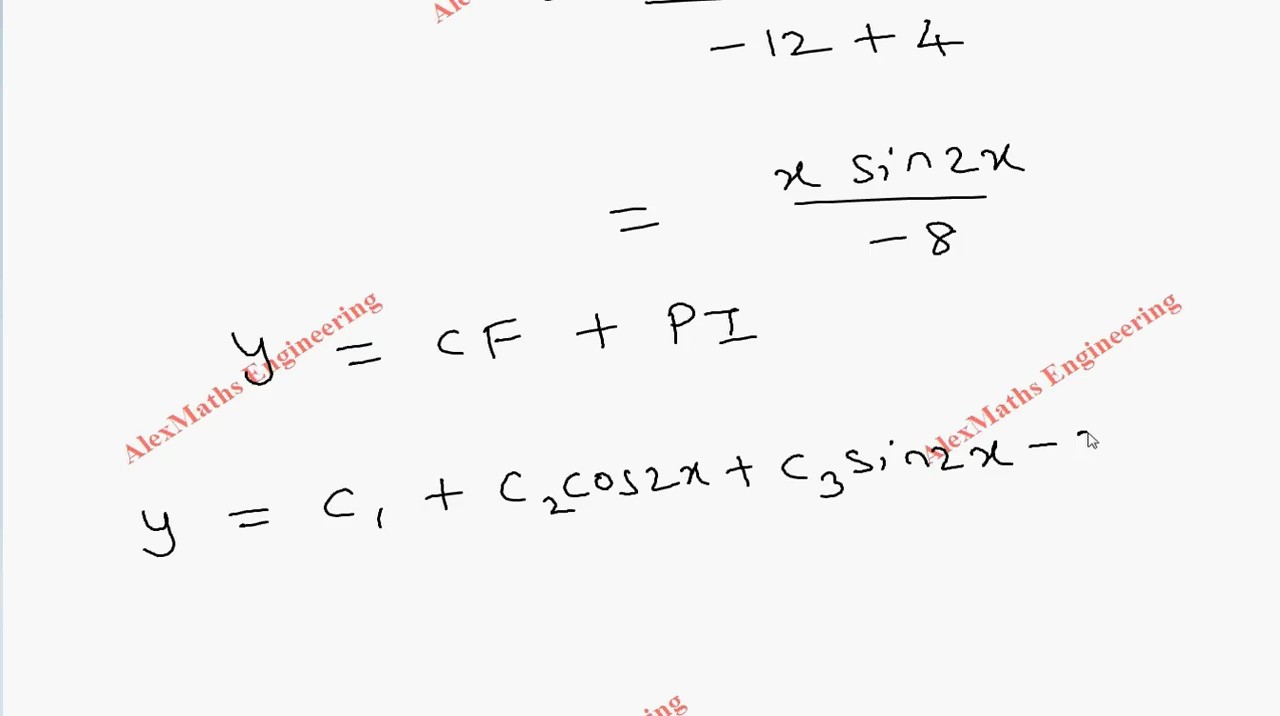 -12 + 4
= x sin2x / -8
y = CF + PI
y = C₁ + C₂cos2x + C₃sin2x -
AlexMaths Engineering
AlexMaths Engineering